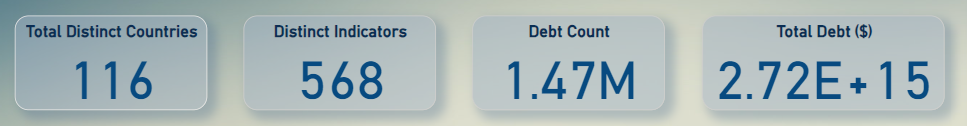 Total Distinct Countries
116
Distinct Indicators
568
Debt Count
1.47M
Total Debt ($)
2.72E+15